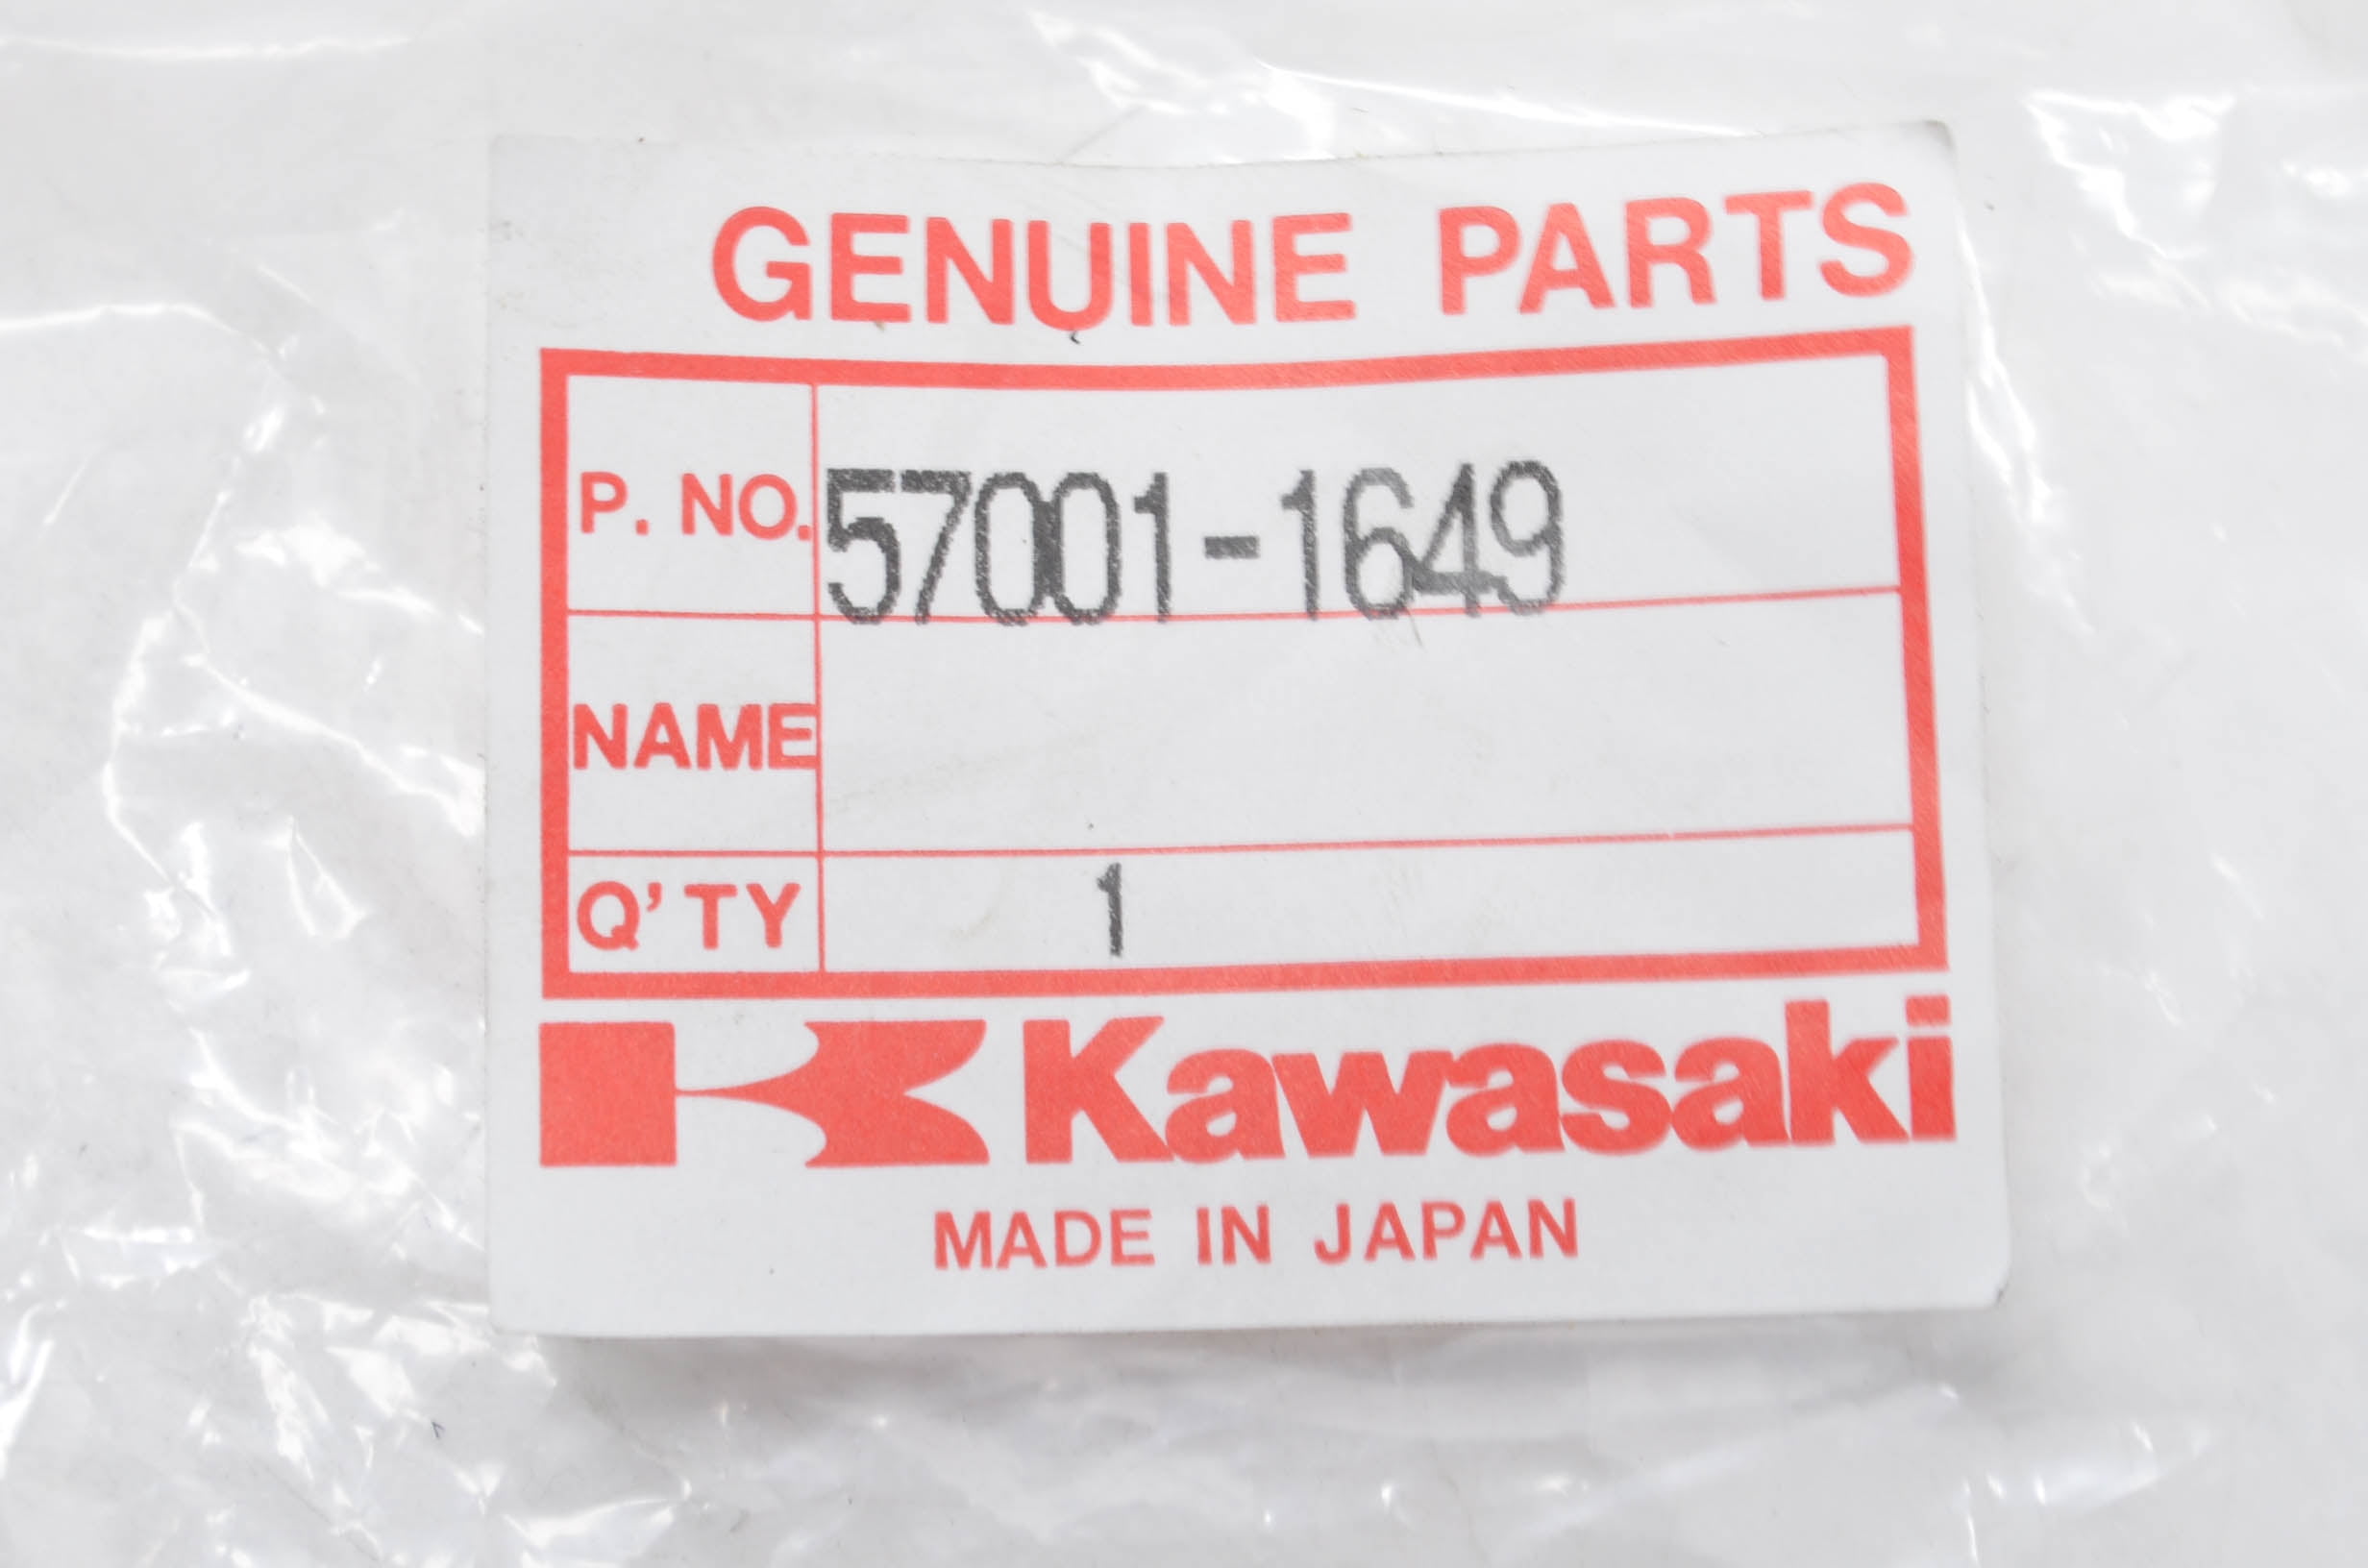 GENUINE PARTS
P. NO. 57001-1649
NAME
Q'TY 1
Kawasaki
MADE IN JAPAN